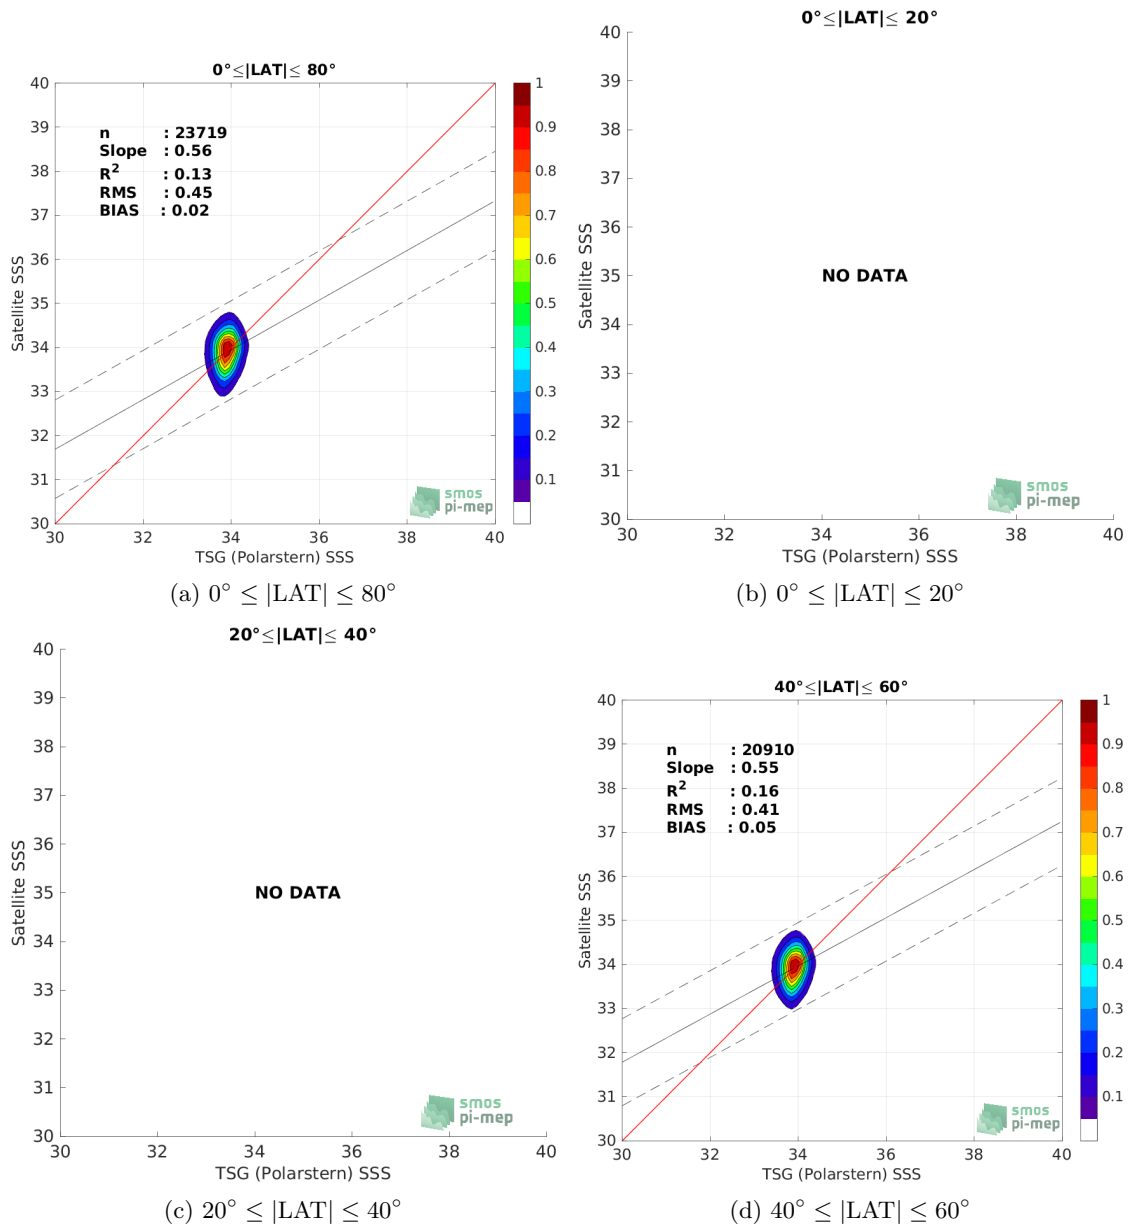 0°≤|LAT|≤ 80°
40
39
38
37
36
35
34
33
32
31
30
Satellite SSS
n : 23719
Slope : 0.56
R² : 0.13
RMS : 0.45
BIAS : 0.02
smos
pi-mep
30 32 34 36 38 40
TSG (Polarstern) SSS
1
0.9
0.8
0.7
0.6
0.5
0.4
0.3
0.2
0.1
(a) 0° ≤ |LAT| ≤ 80°
0°≤|LAT|≤ 20°
40
39
38
37
36
35
34
33
32
31
30
Satellite SSS
NO DATA
smos
pi-mep
30 32 34 36 38 40
TSG (Polarstern) SSS
(b) 0° ≤ |LAT| ≤ 20°
20°≤|LAT|≤ 40°
40
39
38
37
36
35
34
33
32
31
30
Satellite SSS
NO DATA
smos
pi-mep
30 32 34 36 38 40
TSG (Polarstern) SSS
(c) 20° ≤ |LAT| ≤ 40°
40°≤|LAT|≤ 60°
40
39
38
37
36
35
34
33
32
31
30
Satellite SSS
n : 20910
Slope : 0.55
R² : 0.16
RMS : 0.41
BIAS : 0.05
smos
pi-mep
30 32 34 36 38 40
TSG (Polarstern) SSS
1
0.9
0.8
0.7
0.6
0.5
0.4
0.3
0.2
0.1
(d) 40° ≤ |LAT| ≤ 60°